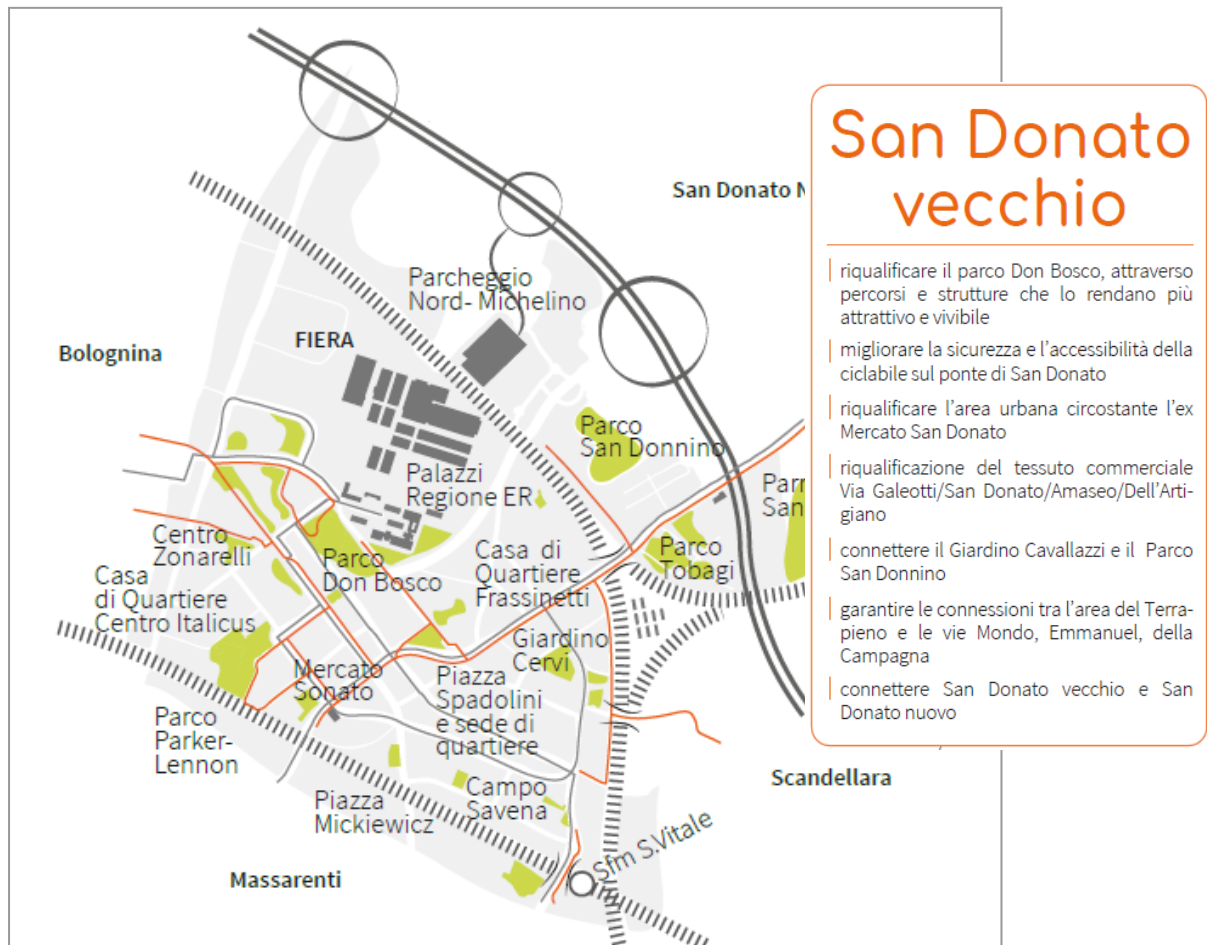 San Donato N
Parcheggio
Nord- Michelino
FIERA
Bolognina
Parco
San Donnino
Palazzi
Regione ER
Parr
San
Centro
Zonarelli
Parco
Don Bosco
Casa di
Quartiere
Frassinetti
Parco
Tobagi
Casa
di Quartiere
Centro Italicus
Giardino
Cervi
Mercato
Sonato
Piazza
Spadolini
e sede di
quartiere
Parco
Parker-
Lennon
Piazza
Mickiewicz
Campo
Savena
Scandellara
Sfm S.Vitale
Massarenti
San Donato
vecchio
riqualificare il parco Don Bosco, attraverso
percorsi e strutture che lo rendano più
attrattivo e vivibile
migliorare la sicurezza e l'accessibilità della
ciclabile sul ponte di San Donato
riqualificare l'area urbana circostante l'ex
Mercato San Donato
riqualificazione del tessuto commerciale
Via Galeotti/San Donato/Amaseo/Dell'Arti-
giano
connettere il Giardino Cavallazzi e il Parco
San Donnino
garantire le connessioni tra l'area del Terra-
pieno e le vie Mondo, Emmanuel, della
Campagna
connettere San Donato vecchio e San
Donato nuovo